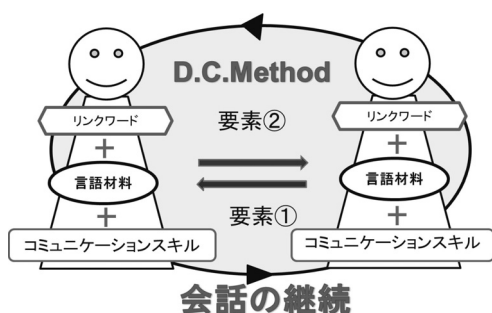 D.C.Method
リンクワード
+
言語材料
+
コミュニケーションスキル
要素②
要素①
リンクワード
+
言語材料
+
コミュニケーションスキル
会話の継続